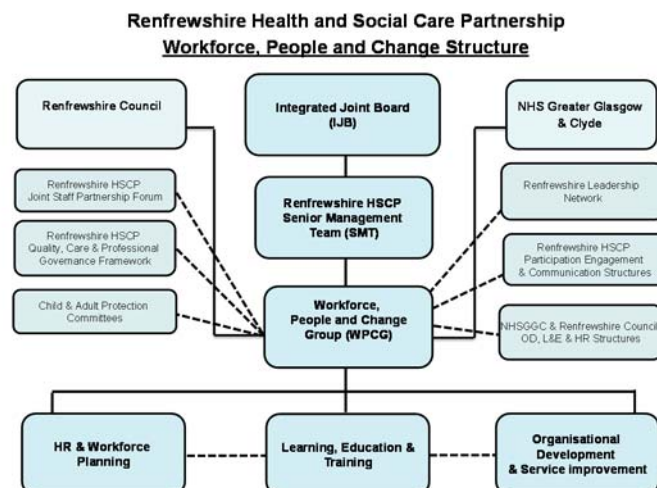 Renfrewshire Health and Social Care Partnership
Workforce, People and Change Structure
Renfrewshire Council
Integrated Joint Board
(IJB)
NHS Greater Glasgow
& Clyde
Renfrewshire HSCP
Joint Staff Partnership Forum
Renfrewshire HSCP
Senior Management
Team (SMT)
Renfrewshire Leadership
Network
Renfrewshire HSCP
Quality, Care & Professional
Governance Framework
Renfrewshire HSCP
Participation Engagement
& Communication Structures
Child & Adult Protection
Committees
Workforce,
People and Change
Group (WPCG)
NHSGGC & Renfrewshire Council
OD, L&E & HR Structures
HR & Workforce
Planning
Learning, Education &
Training
Organisational
Development
& Service improvement